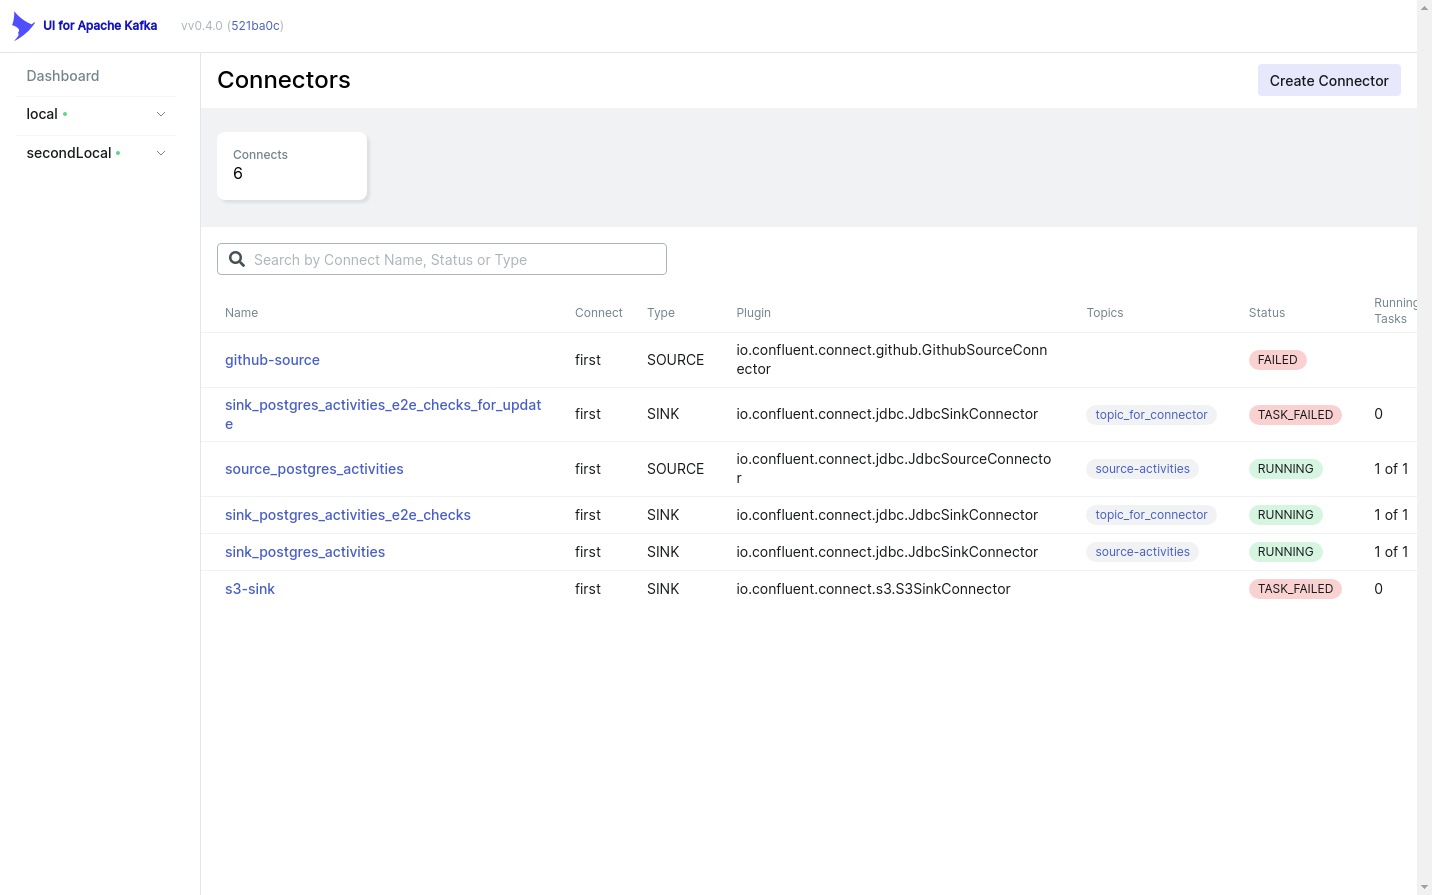 UI for Apache Kafka vv0.4.0 (521ba0c)
Dashboard
local
secondLocal
Connectors
Create Connector
Connects
6
Search by Connect Name, Status or Type
Name Connect Type Plugin Topics Status Running
Tasks
github-source first SOURCE io.confluent.connect.github.GithubSourceConn
ector FAILED
sink_postgres_activities_e2e_checks_for_updat
e first SINK io.confluent.connect.jdbc.JdbcSinkConnector topic_for_connector TASK_FAILED 0
source_postgres_activities first SOURCE io.confluent.connect.jdbc.JdbcSourceConnecto
r source-activities RUNNING 1 of 1
sink_postgres_activities_e2e_checks first SINK io.confluent.connect.jdbc.JdbcSinkConnector topic_for_connector RUNNING 1 of 1
sink_postgres_activities first SINK io.confluent.connect.jdbc.JdbcSinkConnector source-activities RUNNING 1 of 1
s3-sink first SINK io.confluent.connect.s3.S3SinkConnector TASK_FAILED 0